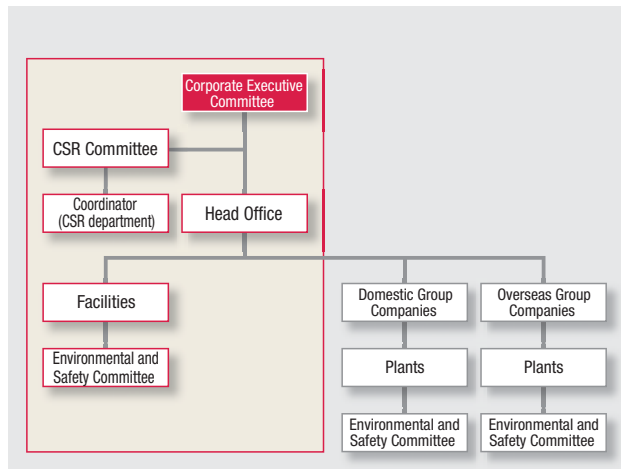 Corporate Executive
Committee
CSR Committee
Coordinator
(CSR department)
Head Office
Facilities
Domestic Group
Companies
Overseas Group
Companies
Environmental and
Safety Committee
Plants
Plants
Environmental and
Safety Committee
Environmental and
Safety Committee